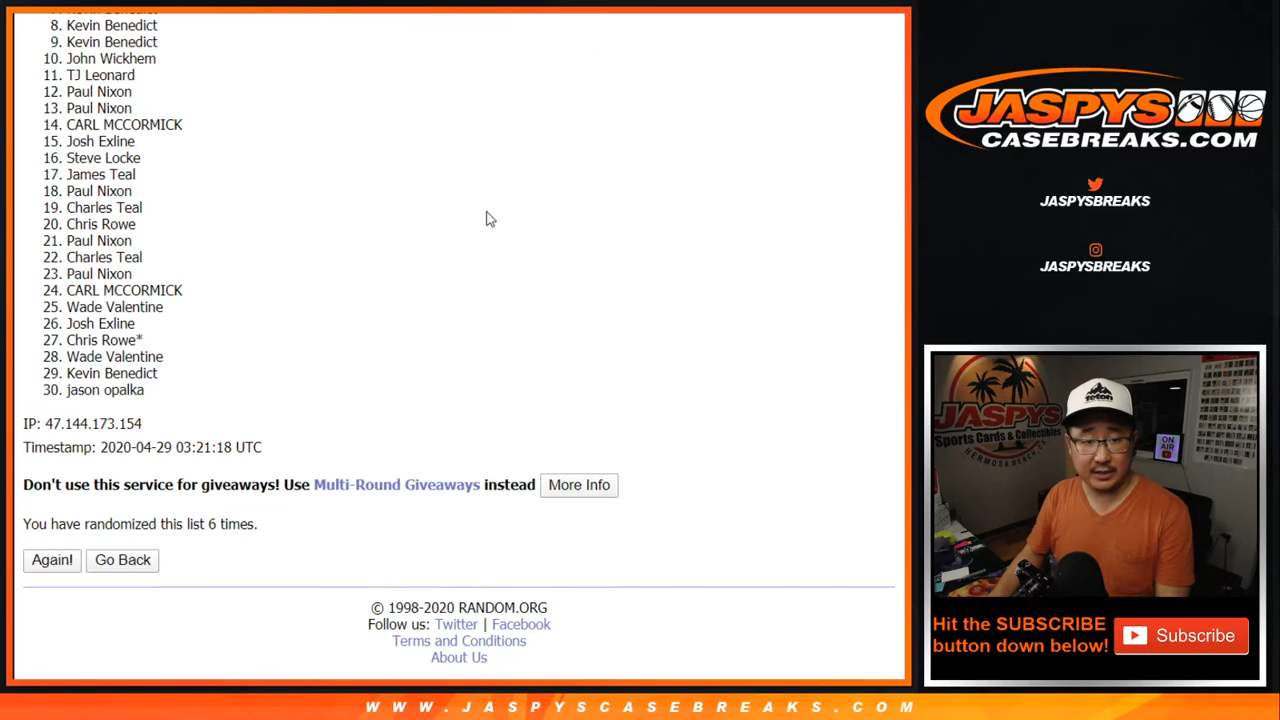 8. Kevin Benedict
9. Kevin Benedict
10. John Wickhem
11. TJ Leonard
12. Paul Nixon
13. Paul Nixon
14. CARL MCCORMICK
15. Josh Exline
16. Steve Locke
17. James Teal
18. Paul Nixon
19. Charles Teal
20. Chris Rowe
21. Paul Nixon
22. Charles Teal
23. Paul Nixon
24. CARL MCCORMICK
25. Wade Valentine
26. Josh Exline
27. Chris Rowe*
28. Wade Valentine
29. Kevin Benedict
30. jason opalka
IP: 47.144.173.154
Timestamp: 2020-04-29 03:21:18 UTC
Don't use this service for giveaways! Use Multi-Round Giveaways instead More Info
You have randomized this list 6 times.
Again! Go Back
© 1998-2020 RANDOM.ORG
Follow us: Twitter | Facebook
Terms and Conditions
About Us
JASPYS
CASEBREAKS.COM
JASPYSBREAKS
JASPYSBREAKS
JASPYS
Sports Cards & Collectibles
HERMOSA BEACH, CA
teton
ON
AIR
Hit the SUBSCRIBE
button down below!
Subscribe
WWW.JASPYSCASEBREAKS.COM